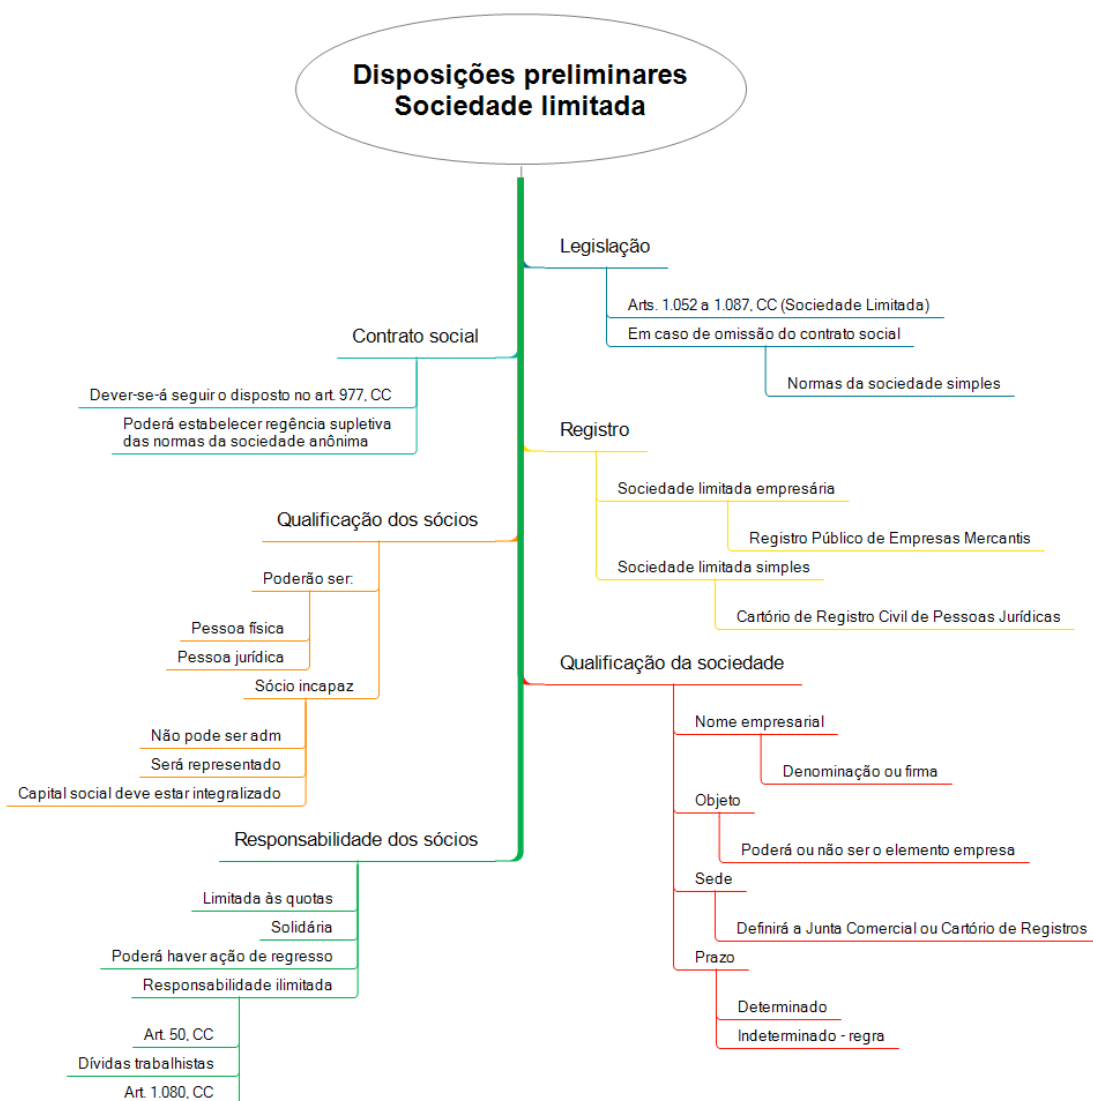 Disposições preliminares
Sociedade limitada
Legislação
Arts. 1.052 a 1.087, CC (Sociedade Limitada)
Em caso de omissão do contrato social
Normas da sociedade simples
Contrato social
Dever-se-á seguir o disposto no art. 977, CC
Poderá estabelecer regência supletiva
das normas da sociedade anônima
Registro
Sociedade limitada empresária
Registro Público de Empresas Mercantis
Sociedade limitada simples
Cartório de Registro Civil de Pessoas Jurídicas
Qualificação dos sócios
Poderão ser:
Pessoa física
Pessoa jurídica
Sócio incapaz
Não pode ser adm
Será representado
Capital social deve estar integralizado
Qualificação da sociedade
Nome empresarial
Denominação ou firma
Objeto
Poderá ou não ser o elemento empresa
Sede
Definirá a Junta Comercial ou Cartório de Registros
Prazo
Determinado
Indeterminado - regra
Responsabilidade dos sócios
Limitada às quotas
Solidária
Poderá haver ação de regresso
Responsabilidade ilimitada
Art. 50, CC
Dívidas trabalhistas
Art. 1.080, CC